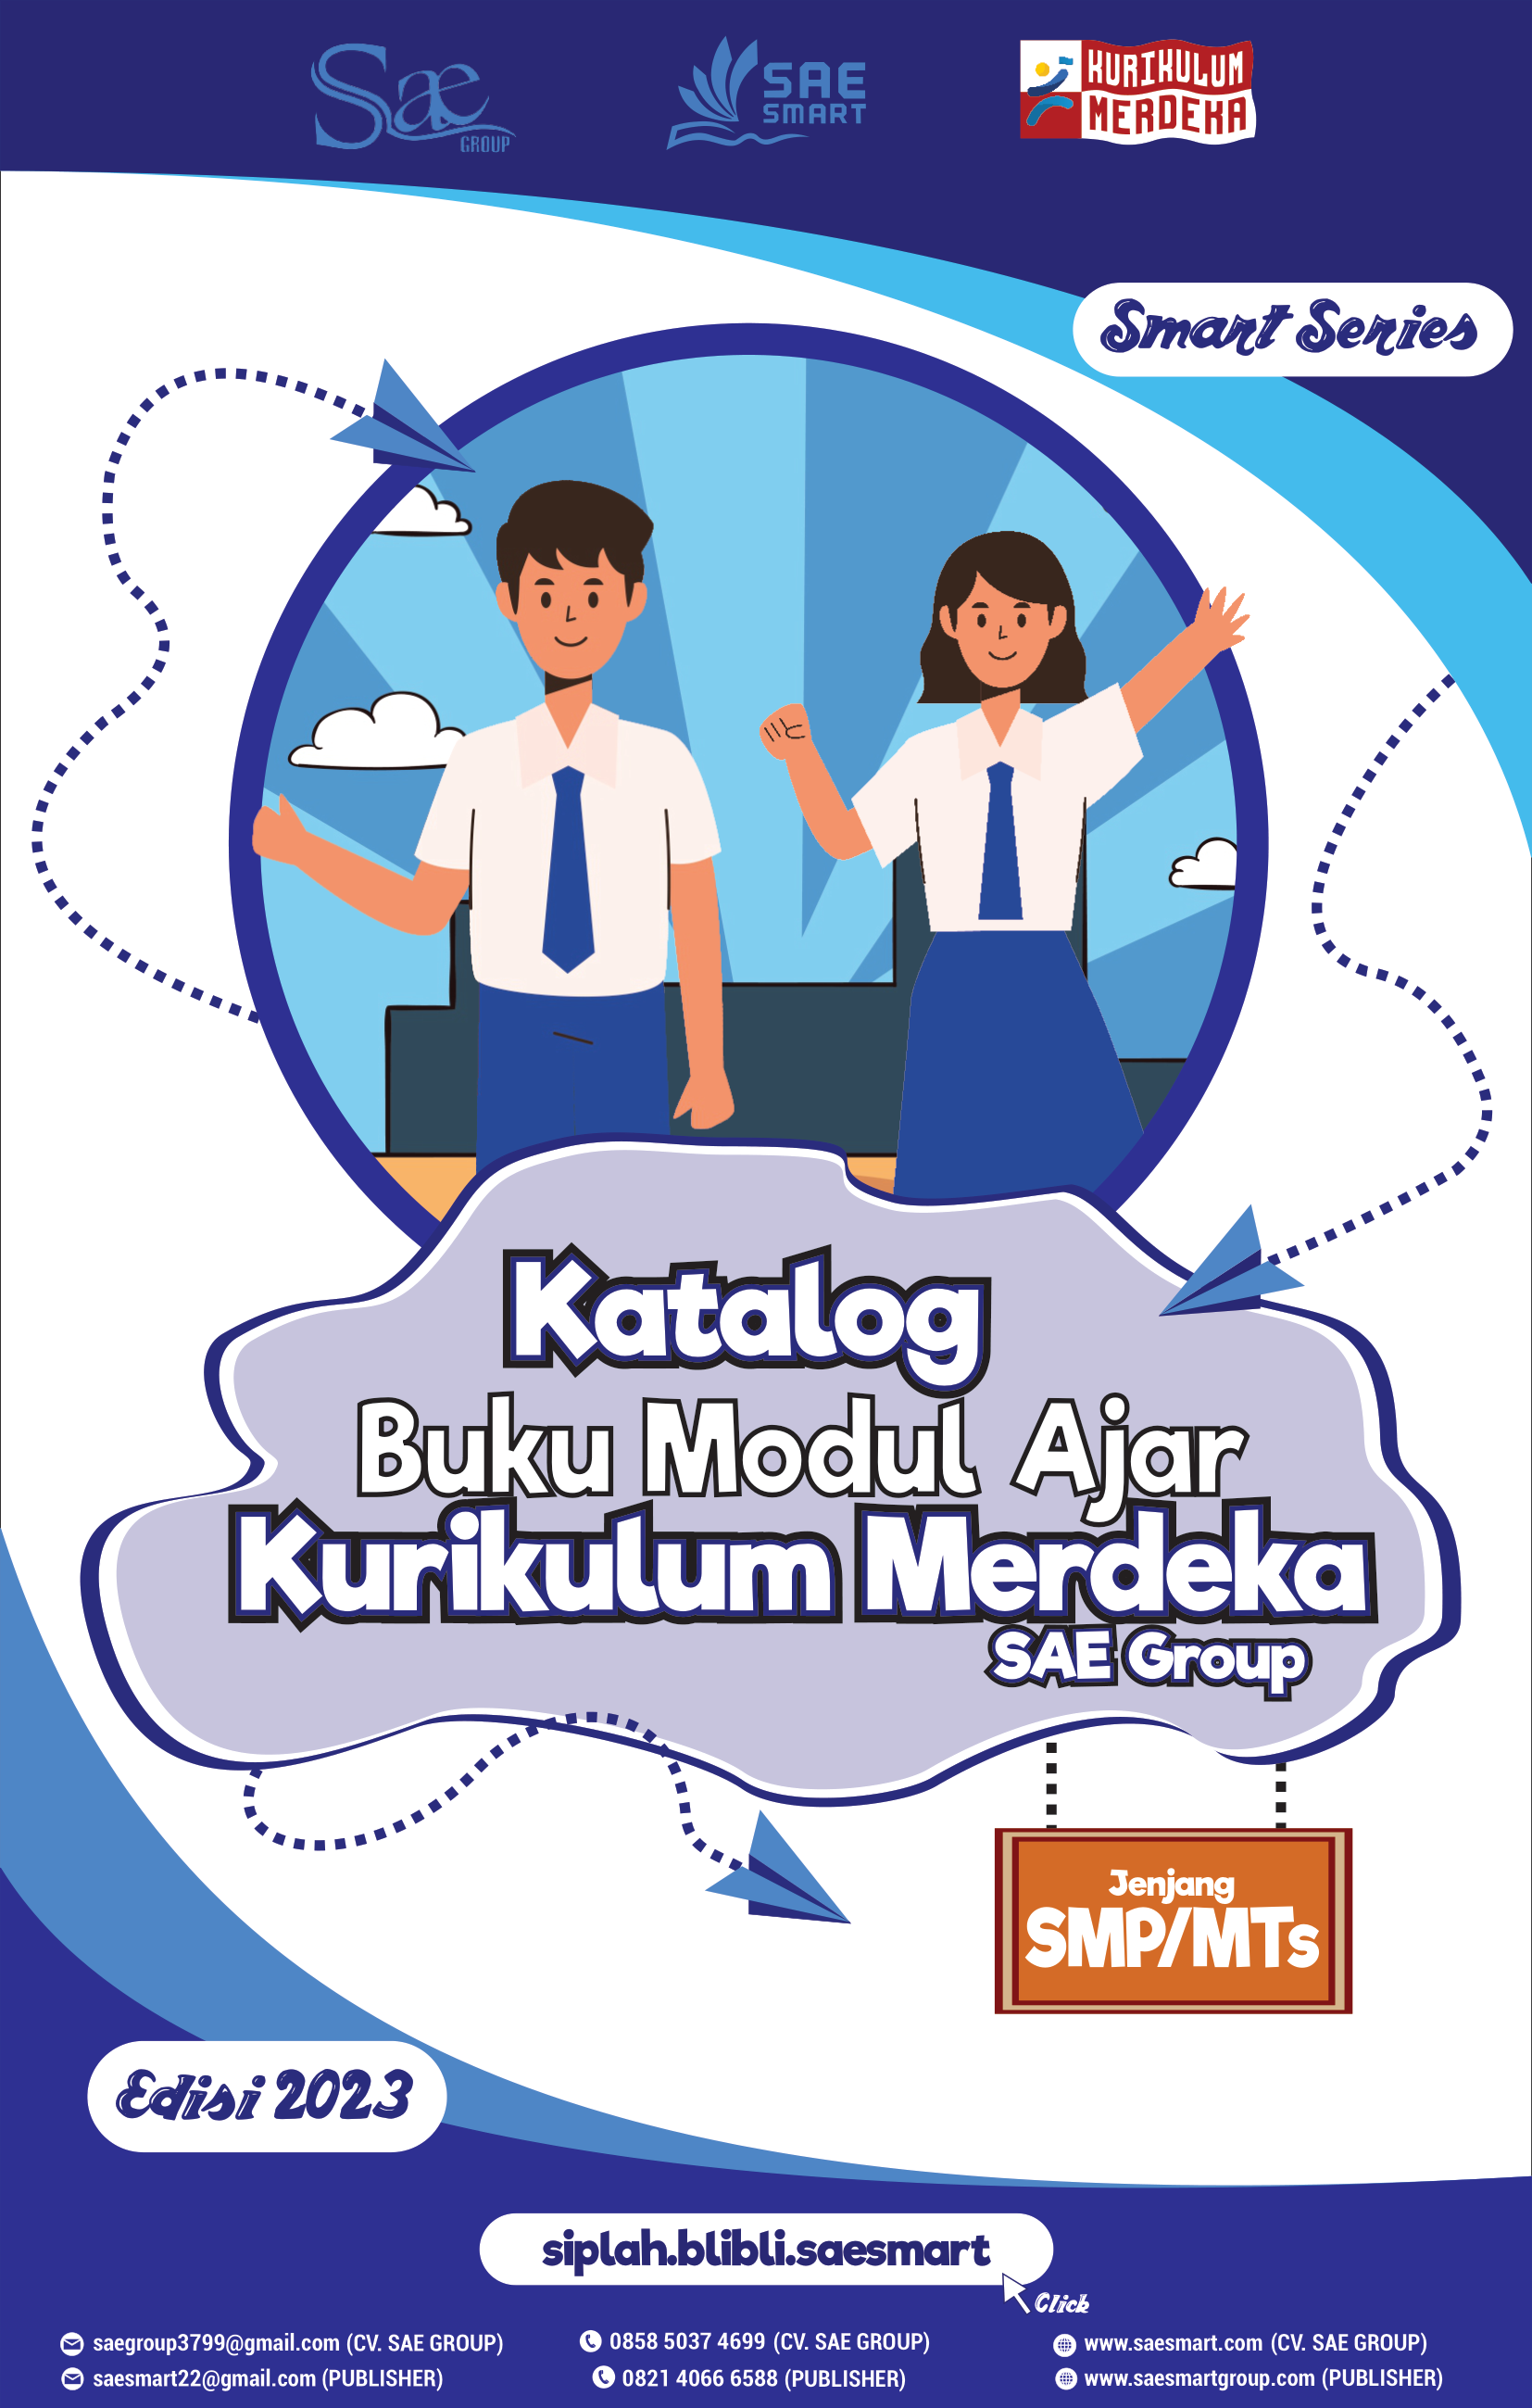 Sae
GROUP
SAE
SMART
KURIKULUM
MERDEKA
Smart Series
Katalog
Buku Modul Ajar
Kurikulum Merdeka
SAE Group
Jenjang
SMP/MTs
Edisi 2023
siplah.blibli.saesmart
Click
saegroup3799@gmail.com (CV. SAE GROUP)
0858 5037 4699 (CV. SAE GROUP)
www.saesmart.com (CV. SAE GROUP)
saesmart22@gmail.com (PUBLISHER)
0821 4066 6588 (PUBLISHER)
www.saesmartgroup.com (PUBLISHER)